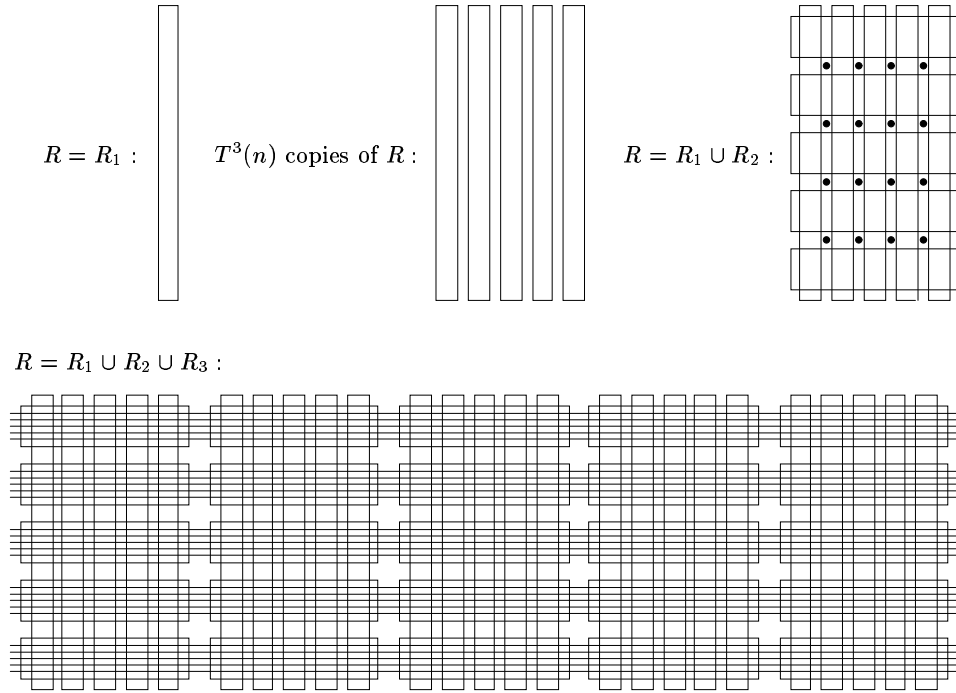 R = R₁ :
T³(n) copies of R :
R = R₁ ∪ R₂ :
R = R₁ ∪ R₂ ∪ R₃ :